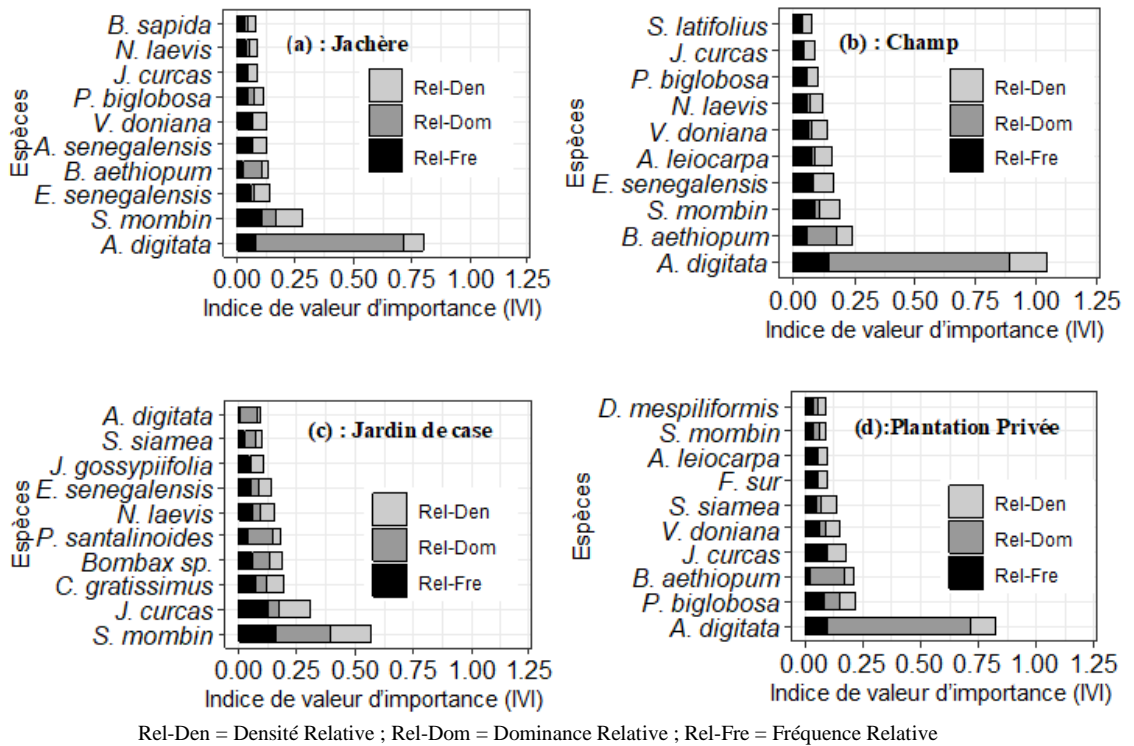 (a) : Jachère
Espèces
B. sapida
N. laevis
J. curcas
P. biglobosa
V. doniana
A. senegalensis
B. aethiopum
E. senegalensis
S. mombin
A. digitata
Rel-Den
Rel-Dom
Rel-Fre
0.00 0.25 0.50 0.75 1.00 1.25
Indice de valeur d'importance (IVI)
(b) : Champ
Espèces
S. latifolius
J. curcas
P. biglobosa
N. laevis
V. doniana
A. leiocarpa
E. senegalensis
S. mombin
B. aethiopum
A. digitata
Rel-Den
Rel-Dom
Rel-Fre
0.00 0.25 0.50 0.75 1.00 1.25
Indice de valeur d'importance (IVI)
(c) : Jardin de case
Espèces
A. digitata
S. siamea
J. gossypiifolia
E. senegalensis
N. laevis
P. santalinoides
Bombax sp.
C. gratissimus
J. curcas
S. mombin
Rel-Den
Rel-Dom
Rel-Fre
0.00 0.25 0.50 0.75 1.00 1.25
Indice de valeur d'importance (IVI)
(d):Plantation Privée
Espèces
D. mespiliformis
S. mombin
A. leiocarpa
F. sur
S. siamea
V. doniana
J. curcas
B. aethiopum
P. biglobosa
A. digitata
Rel-Den
Rel-Dom
Rel-Fre
0.00 0.25 0.50 0.75 1.00 1.25
Indice de valeur d'importance (IVI)
Rel-Den = Densité Relative ; Rel-Dom = Dominance Relative ; Rel-Fre = Fréquence Relative